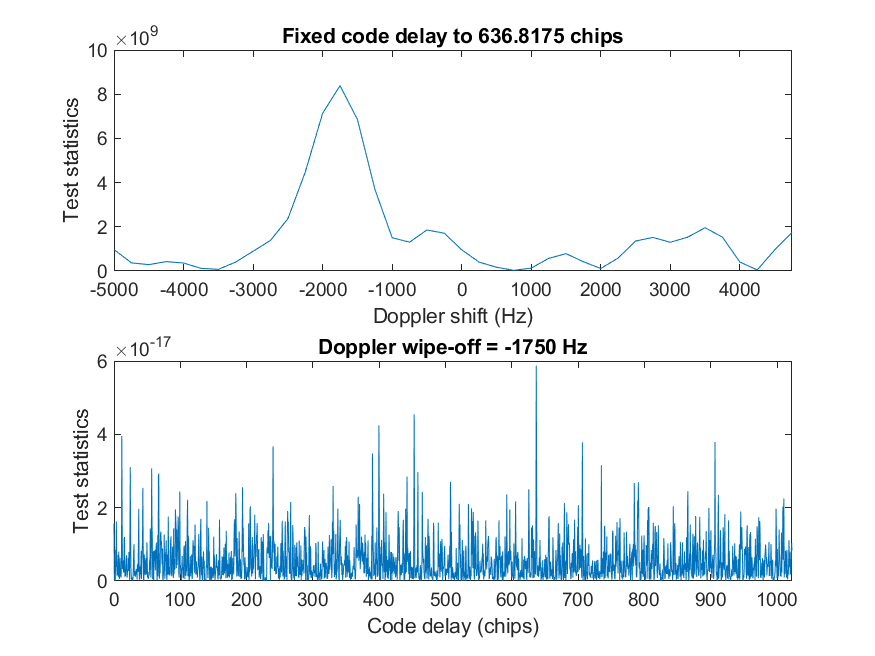 Fixed code delay to 636.8175 chips
×10^9
10
8
6
4
2
0
Test statistics
-5000 -4000 -3000 -2000 -1000 0 1000 2000 3000 4000
Doppler shift (Hz)
Doppler wipe-off = -1750 Hz
×10^-17
6
4
2
0
Test statistics
0 100 200 300 400 500 600 700 800 900 1000
Code delay (chips)